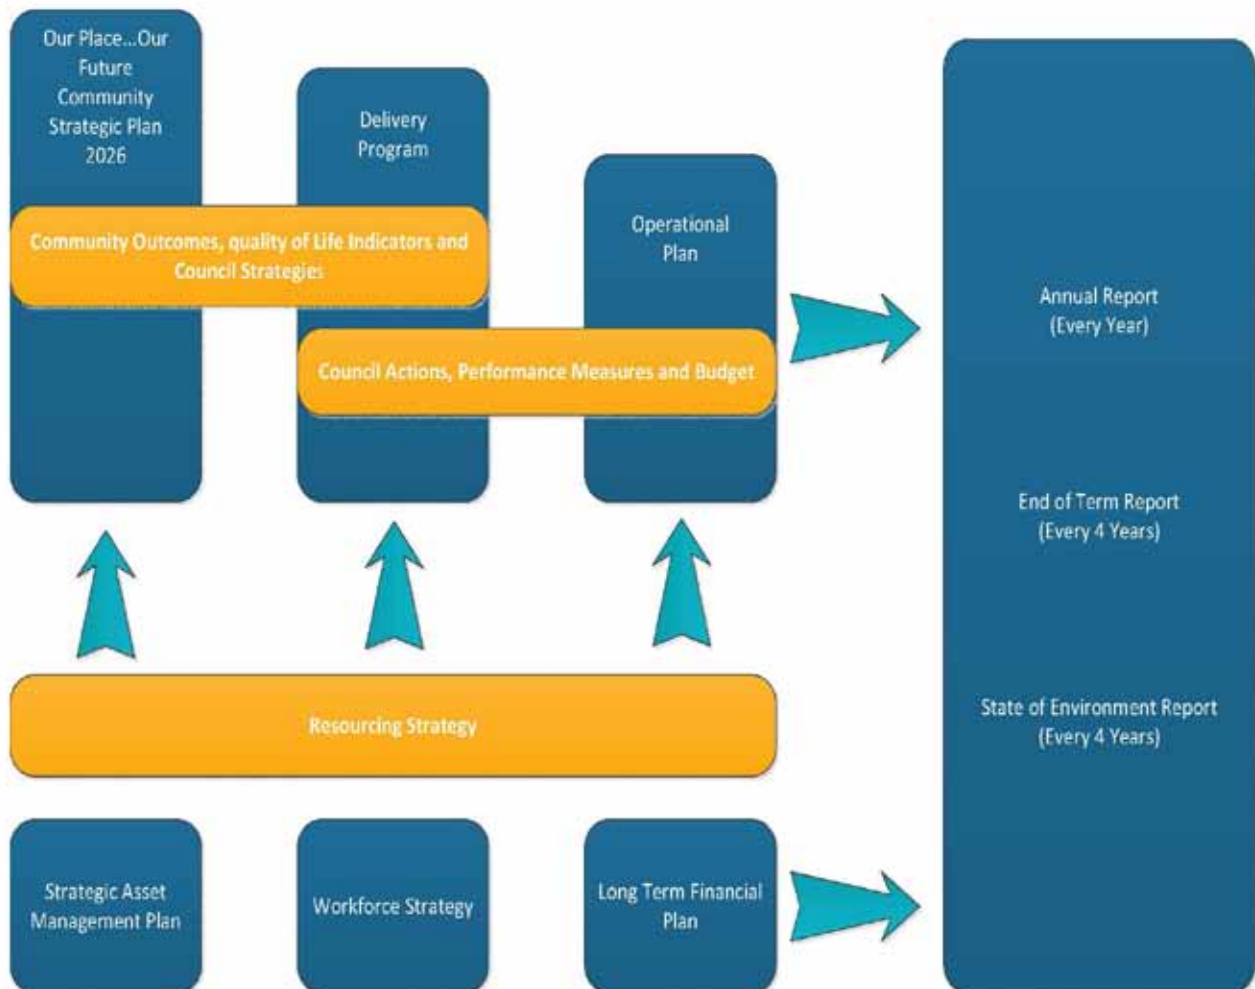 Our Place...Our
Future
Community
Strategic Plan
2026
Delivery
Program
Operational
Plan
Community Outcomes, quality of Life Indicators and
Council Strategies
Council Actions, Performance Measures and Budget
Annual Report
(Every Year)
End of Term Report
(Every 4 Years)
State of Environment Report
(Every 4 Years)
Resourcing Strategy
Strategic Asset
Management Plan
Workforce Strategy
Long Term Financial
Plan